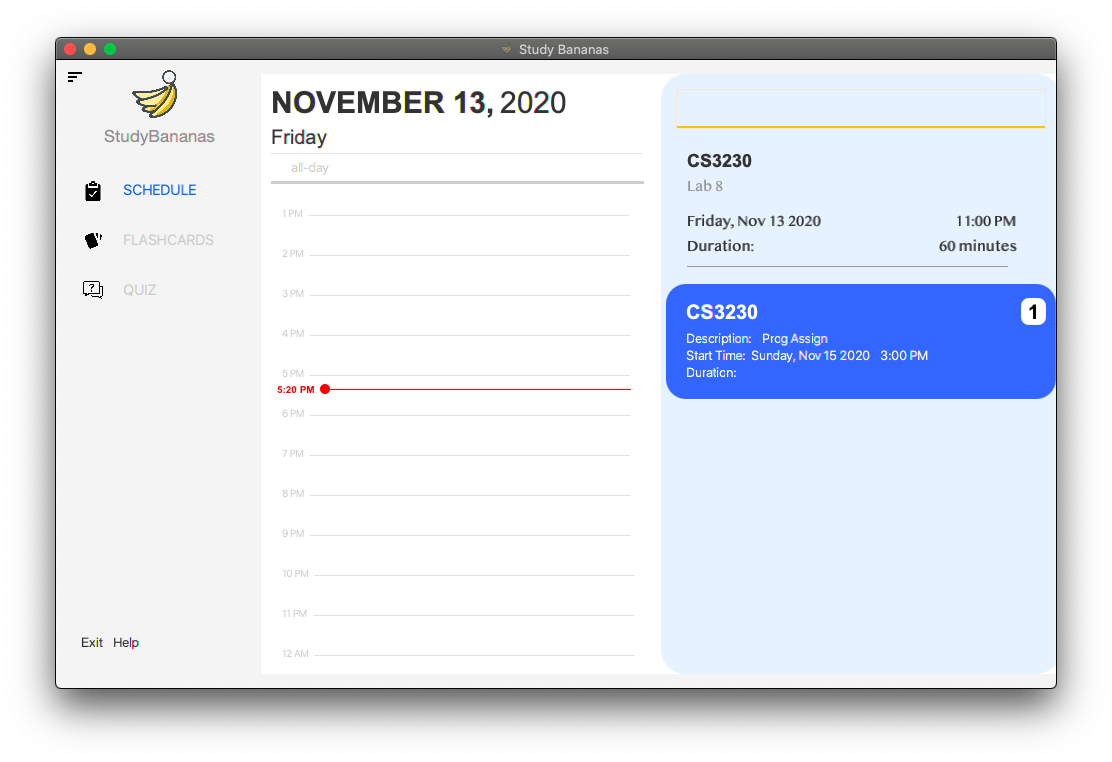 Study Bananas
StudyBananas
SCHEDULE
FLASHCARDS
QUIZ
Exit Help
NOVEMBER 13, 2020
Friday
all-day
1 PM
2 PM
3 PM
4 PM
5 PM
5:20 PM
6 PM
7 PM
8 PM
9 PM
10 PM
11 PM
12 AM
CS3230
Lab 8
Friday, Nov 13 2020 11:00 PM
Duration: 60 minutes
CS3230 1
Description: Prog Assign
Start Time: Sunday, Nov 15 2020 3:00 PM
Duration: